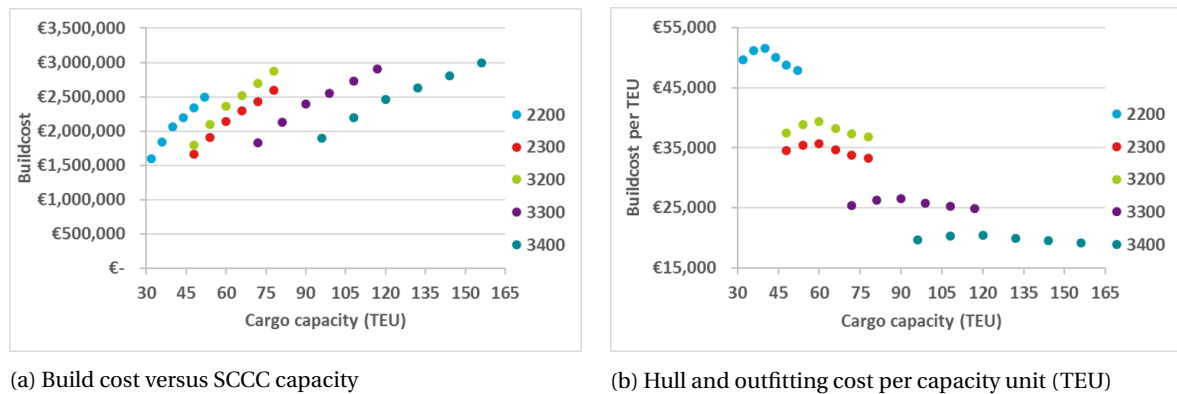 €3,500,000
€3,000,000
€2,500,000
€2,000,000
€1,500,000
€1,000,000
€500,000
€-
Buildcost
30 45 60 75 90 105 120 135 150 165
Cargo capacity (TEU)
2200
2300
3200
3300
3400
(a) Build cost versus SCCC capacity
€55,000
€45,000
€35,000
€25,000
€15,000
Buildcost per TEU
30 45 60 75 90 105 120 135 150 165
Cargo capacity (TEU)
2200
2300
3200
3300
3400
(b) Hull and outfitting cost per capacity unit (TEU)